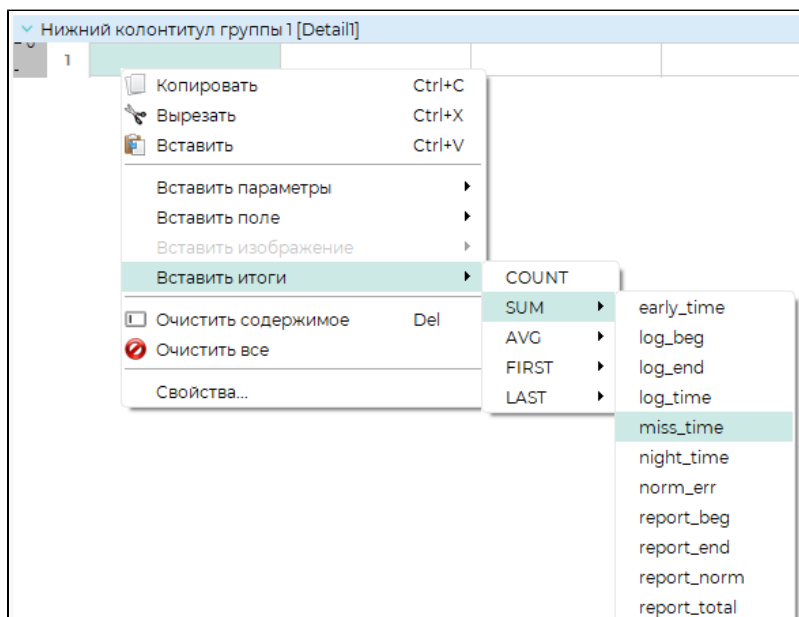 Нижний колонтитул группы 1 [Detail1]
1
Копировать Ctrl+C
Вырезать Ctrl+X
Вставить Ctrl+V
Вставить параметры
Вставить поле
Вставить изображение
Вставить итоги
Очистить содержимое Del
Очистить все
Свойства...
COUNT
SUM
AVG
FIRST
LAST
early_time
log_beg
log_end
log_time
miss_time
night_time
norm_err
report_beg
report_end
report_norm
report_total